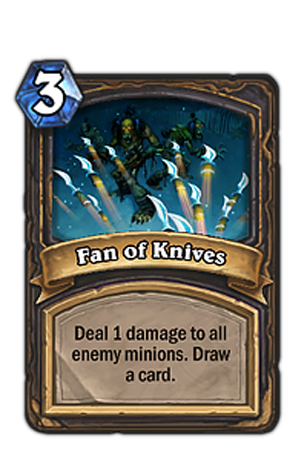 3
Fan of Knives
Deal 1 damage to all
enemy minions. Draw
a card.